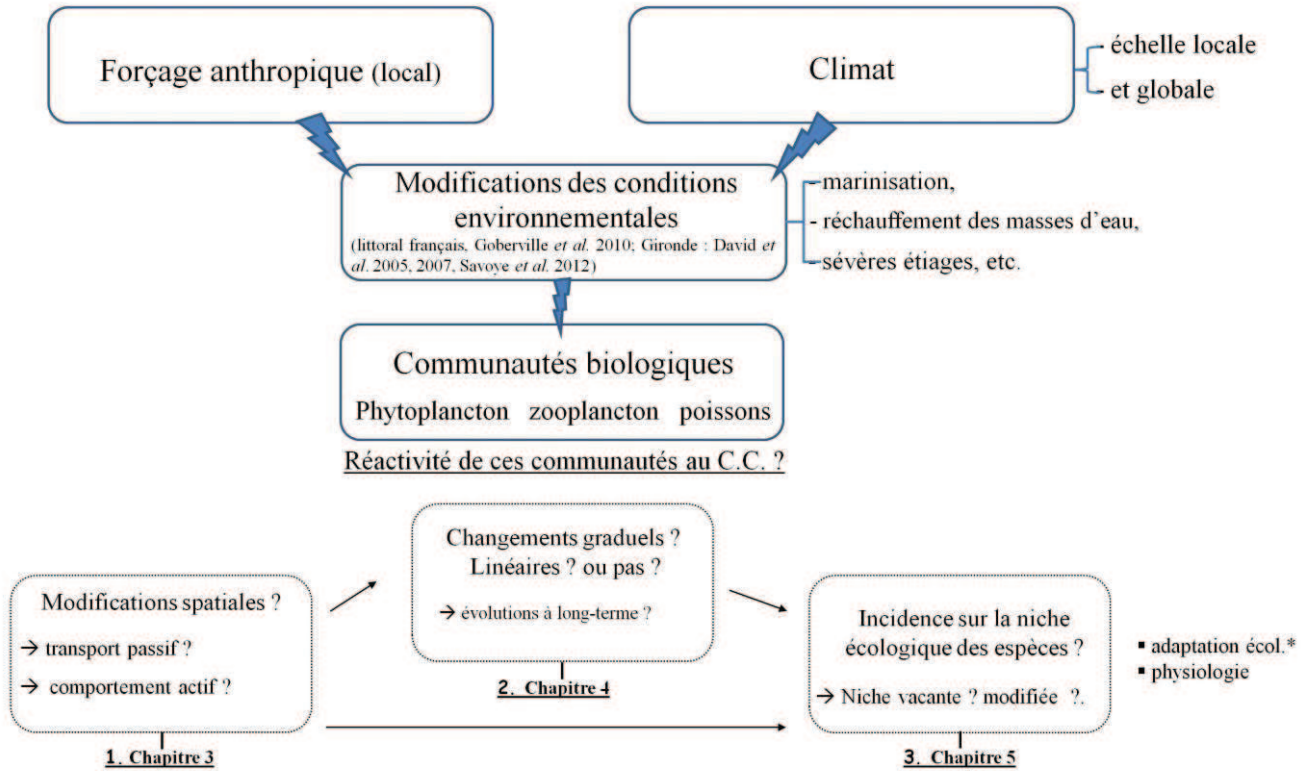 Forçage anthropique (local)
Climat
- échelle locale
- et globale
Modifications des conditions
environnementales
(littoral français, Goberville et al. 2010; Gironde : David et
al. 2005, 2007, Savoye et al. 2012)
- marinisation,
- réchauffement des masses d'eau,
- sévères étiages, etc.
Communautés biologiques
Phytoplancton zooplancton poissons
Réactivité de ces communautés au C.C. ?
Modifications spatiales ?
→ transport passif ?
→ comportement actif ?
1. Chapitre 3
Changements graduels ?
Linéaires ? ou pas ?
→ évolutions à long-terme ?
2. Chapitre 4
Incidence sur la niche
écologique des espèces ?
→ Niche vacante ? modifiée ?.
3. Chapitre 5
▪ adaptation écol.*
▪ physiologie